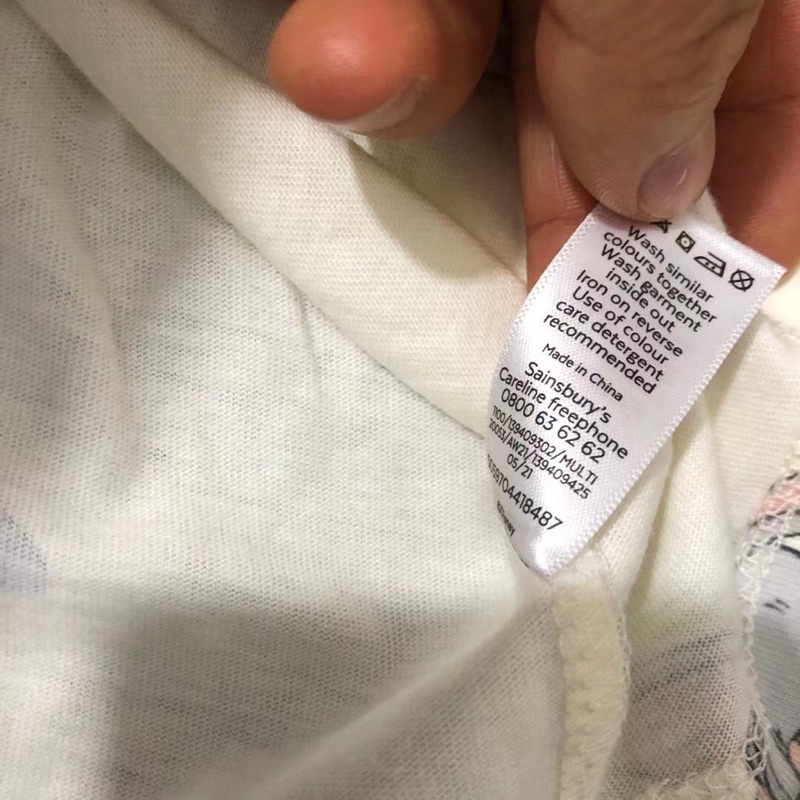 Wash similar
colours together
Wash garment
inside out
Iron on reverse
Use of colour
care detergent
recommended
Made in China
Sainsbury's
Careline freephone
0800 63 62 62
1100/139409302/MULTI
20053/AW21/139409425
05/21